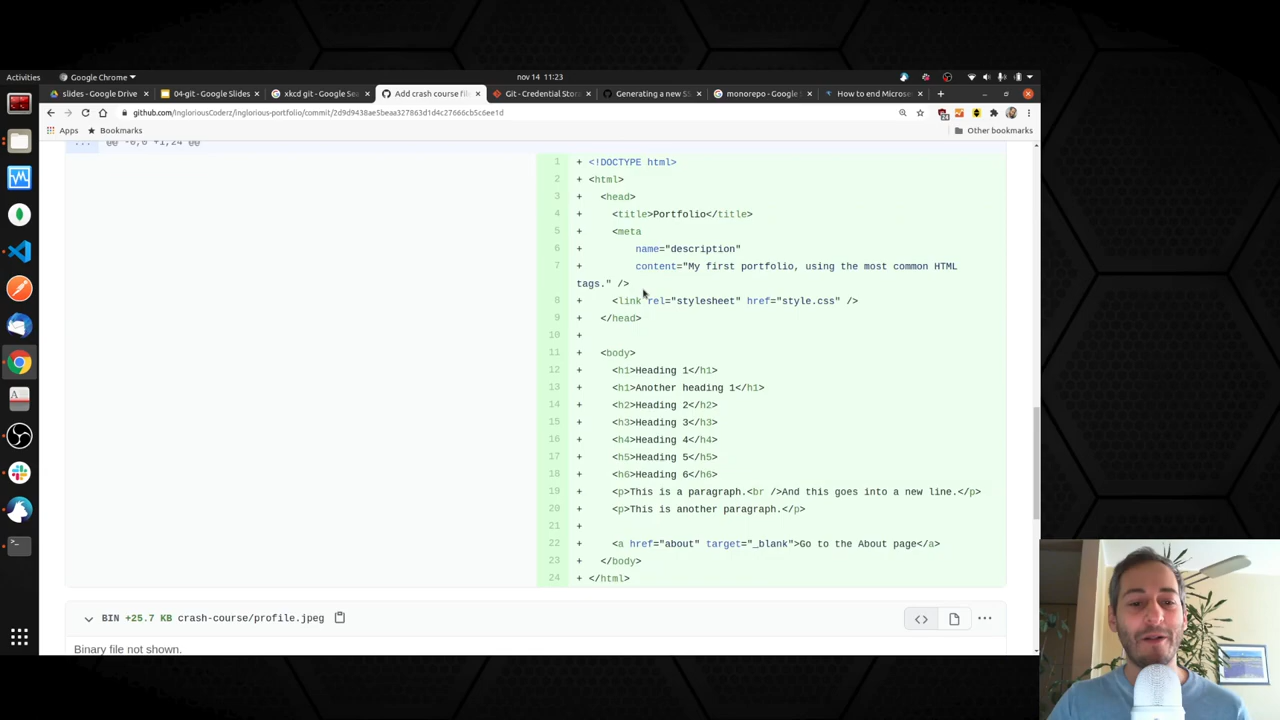 Activities Google Chrome nov 14 11:23
slides - Google Drive 04-git - Google Slides xkcd git - Google Sea Add crash course file Git - Credential Stora Generating a new SS monorepo - Google S How to end Microse
github.com/IngloriousCoderz/inglorious-portfolio/commit/2d9d9438ae5beaa327863d1d4c27666cb5c6ee1d
Apps Bookmarks Other bookmarks
... @@ -0,0 +1,24 @@
1 + <!DOCTYPE html>
2 + <html>
3 + <head>
4 + <title>Portfolio</title>
5 + <meta
6 + name="description"
7 + content="My first portfolio, using the most common HTML
tags." />
8 + <link rel="stylesheet" href="style.css" />
9 + </head>
10 +
11 + <body>
12 + <h1>Heading 1</h1>
13 + <h1>Another heading 1</h1>
14 + <h2>Heading 2</h2>
15 + <h3>Heading 3</h3>
16 + <h4>Heading 4</h4>
17 + <h5>Heading 5</h5>
18 + <h6>Heading 6</h6>
19 + <p>This is a paragraph.<br />And this goes into a new line.</p>
20 + <p>This is another paragraph.</p>
21 +
22 + <a href="about" target="_blank">Go to the About page</a>
23 + </body>
24 + </html>
BIN +25.7 KB crash-course/profile.jpeg
Binary file not shown.